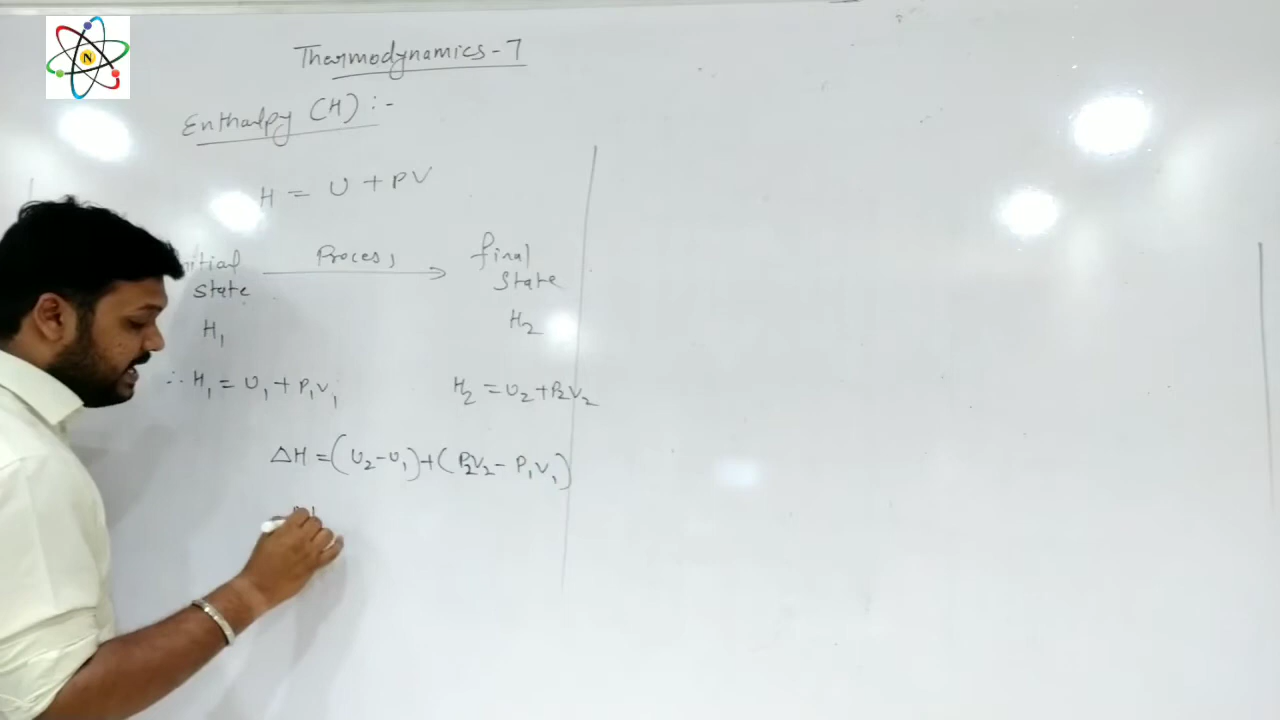 N
Thermodynamics-7
Enthalpy (H):-
H = U + PV
Initial state
Process
final state
H₁
H₂
∴ H₁ = U₁ + P₁V₁
H₂ = U₂ + P₂V₂
ΔH = (U₂ - U₁) + (P₂V₂ - P₁V₁)